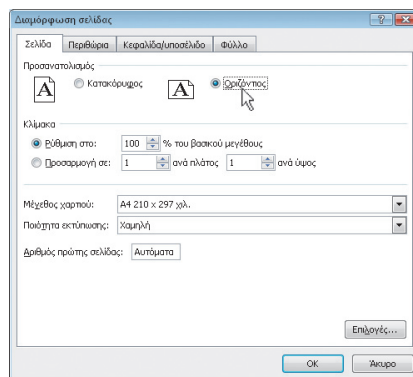 Διαμόρφωση σελίδας
Σελίδα Περιθώρια Κεφαλίδα/υποσέλιδο Φύλλο
Προσανατολισμός
A Κατακόρυφος A Οριζόντιος
Κλίμακα
Ρύθμιση στο: 100 % του βασικού μεγέθους
Προσαρμογή σε: 1 ανά πλάτος 1 ανά ύψος
Μέγεθος χαρτιού: A4 210 x 297 χιλ.
Ποιότητα εκτύπωσης: Χαμηλή
Αριθμός πρώτης σελίδας: Αυτόματα
Επιλογές...
OK Άκυρο